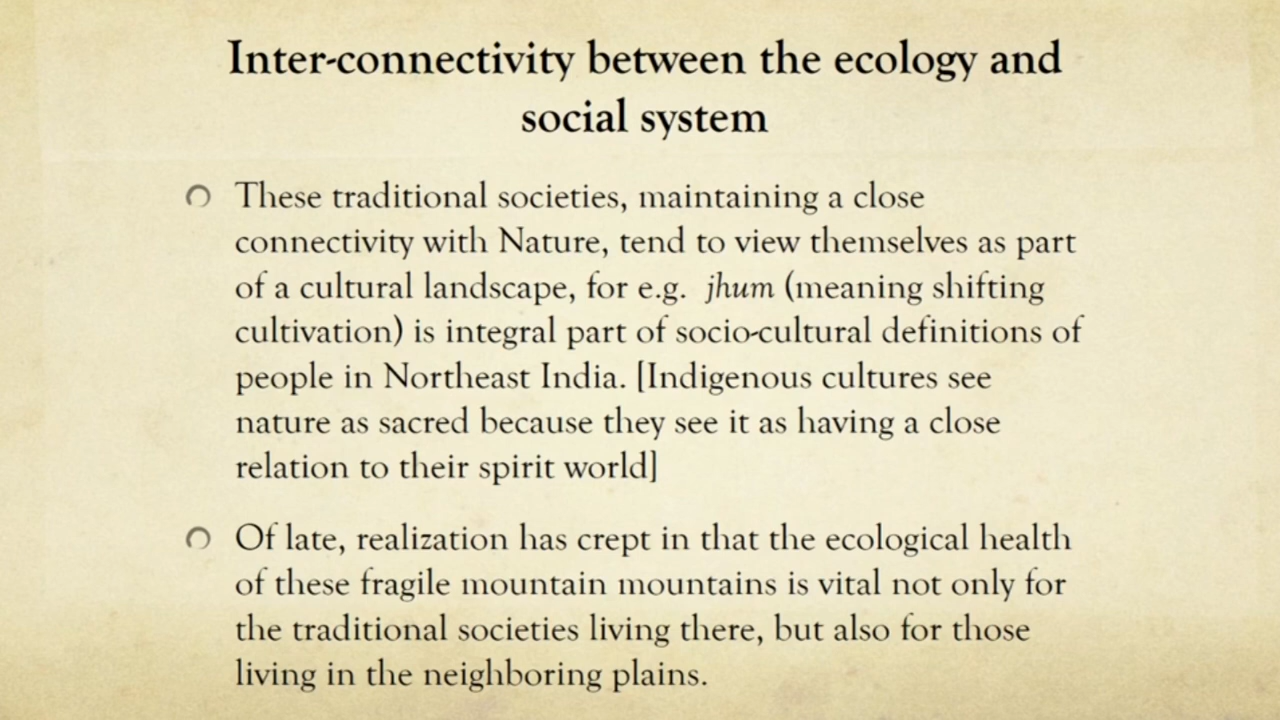 Inter-connectivity between the ecology and
social system
These traditional societies, maintaining a close
connectivity with Nature, tend to view themselves as part
of a cultural landscape, for e.g. jhum (meaning shifting
cultivation) is integral part of socio-cultural definitions of
people in Northeast India. [Indigenous cultures see
nature as sacred because they see it as having a close
relation to their spirit world]
Of late, realization has crept in that the ecological health
of these fragile mountain mountains is vital not only for
the traditional societies living there, but also for those
living in the neighboring plains.